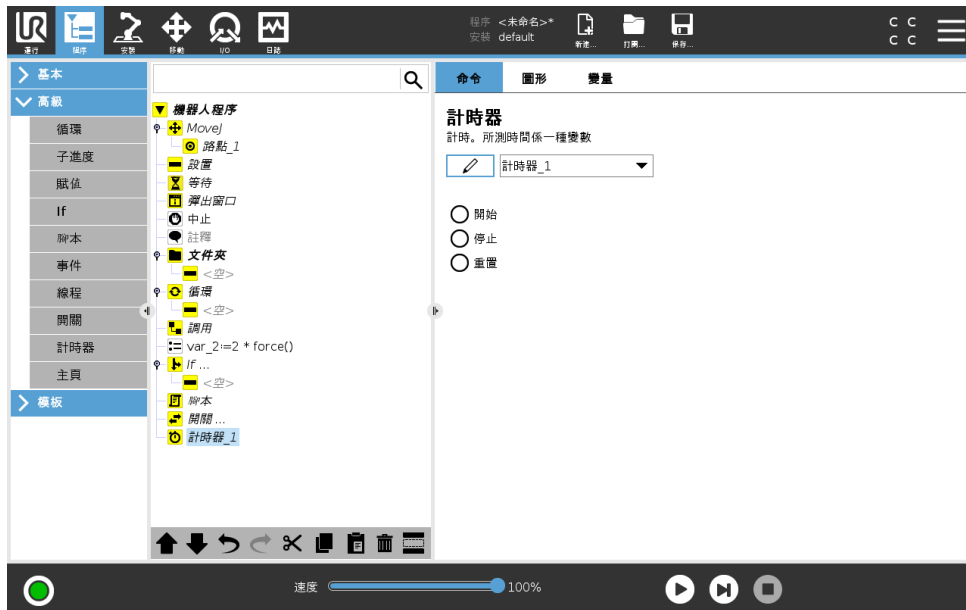 UR
運行
程序
安裝
移動
I/O
日誌
程序 <未命名>*
安裝 default
新建...
打開...
保存...
C C
C C
基本
高級
循環
子進度
賦值
If
腳本
事件
線程
開關
計時器
主頁
模板
機器人程序
MoveJ
路點_1
設置
等待
彈出窗口
中止
註釋
文件夾
<空>
循環
<空>
調用
var_2:=2 * force()
If ...
<空>
腳本
開關 ...
計時器_1
命令
圖形
變量
計時器
計時。所測時間係一種變數
計時器_1
開始
停止
重置
速度
100%